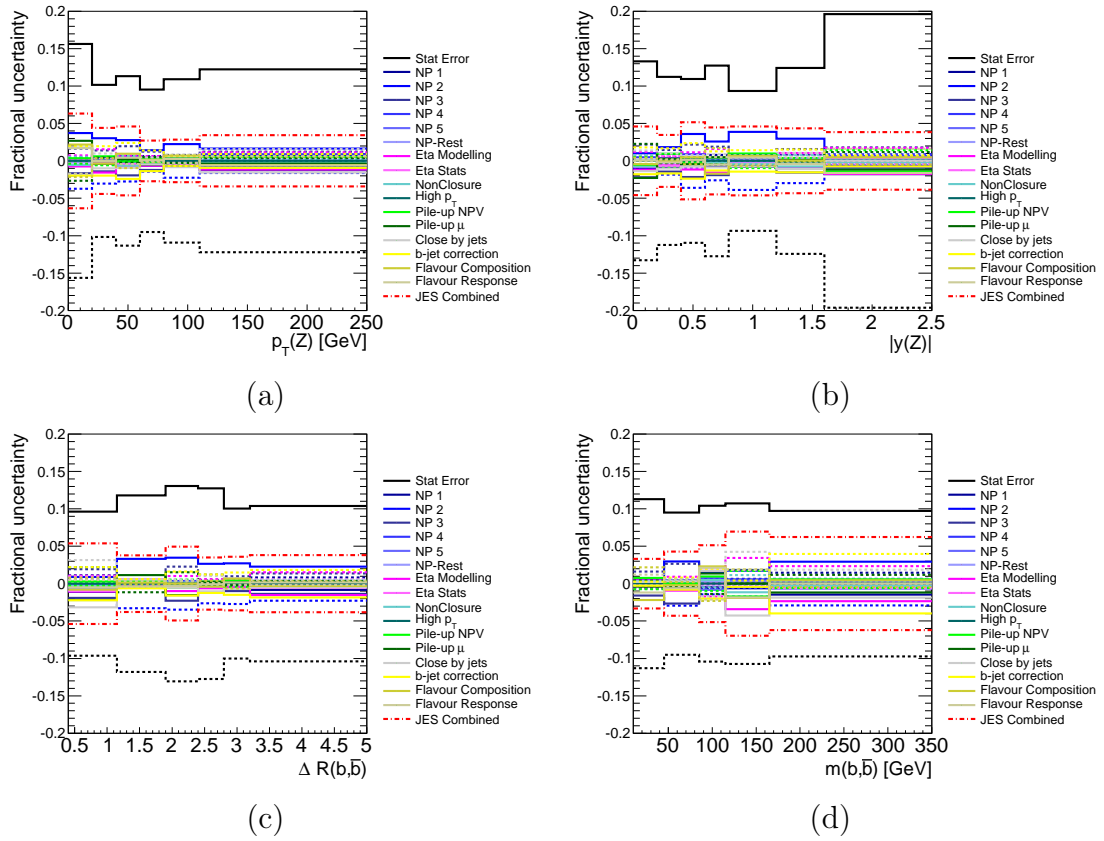 Fractional uncertainty
0.2
0.15
0.1
0.05
0
-0.05
-0.1
-0.15
-0.2
0 50 100 150 200 250
p_T(Z) [GeV]
Stat Error
NP 1
NP 2
NP 3
NP 4
NP 5
NP-Rest
Eta Modelling
Eta Stats
NonClosure
High p_T
Pile-up NPV
Pile-up μ
Close by jets
b-jet correction
Flavour Composition
Flavour Response
JES Combined
(a)
Fractional uncertainty
0.2
0.15
0.1
0.05
0
-0.05
-0.1
-0.15
-0.2
0 0.5 1 1.5 2 2.5
|y(Z)|
Stat Error
NP 1
NP 2
NP 3
NP 4
NP 5
NP-Rest
Eta Modelling
Eta Stats
NonClosure
High p_T
Pile-up NPV
Pile-up μ
Close by jets
b-jet correction
Flavour Composition
Flavour Response
JES Combined
(b)
Fractional uncertainty
0.2
0.15
0.1
0.05
0
-0.05
-0.1
-0.15
-0.2
0.5 1 1.5 2 2.5 3 3.5 4 4.5 5
Δ R(b,b̄)
Stat Error
NP 1
NP 2
NP 3
NP 4
NP 5
NP-Rest
Eta Modelling
Eta Stats
NonClosure
High p_T
Pile-up NPV
Pile-up μ
Close by jets
b-jet correction
Flavour Composition
Flavour Response
JES Combined
(c)
Fractional uncertainty
0.2
0.15
0.1
0.05
0
-0.05
-0.1
-0.15
-0.2
50 100 150 200 250 300 350
m(b,b̄) [GeV]
Stat Error
NP 1
NP 2
NP 3
NP 4
NP 5
NP-Rest
Eta Modelling
Eta Stats
NonClosure
High p_T
Pile-up NPV
Pile-up μ
Close by jets
b-jet correction
Flavour Composition
Flavour Response
JES Combined
(d)